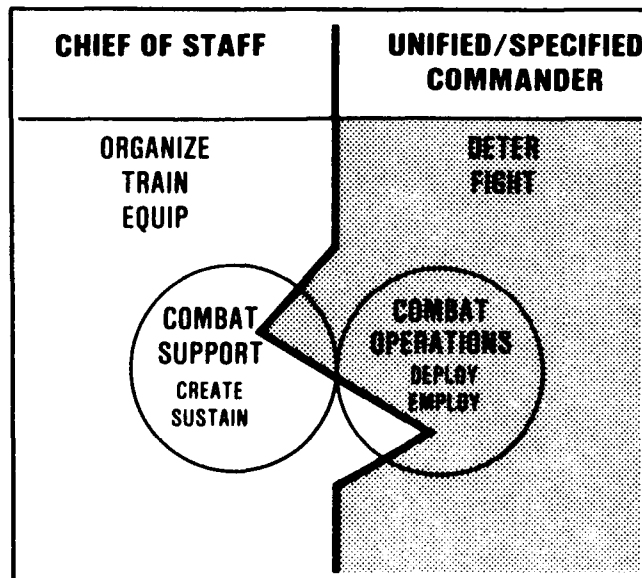 CHIEF OF STAFF
UNIFIED/SPECIFIED
COMMANDER
ORGANIZE
TRAIN
EQUIP
DETER
FIGHT
COMBAT
SUPPORT
CREATE
SUSTAIN
COMBAT
OPERATIONS
DEPLOY
EMPLOY